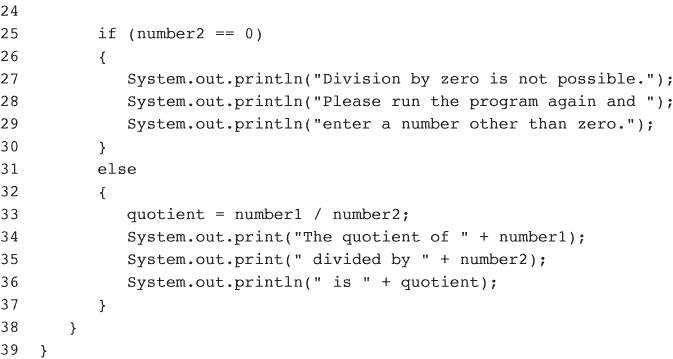 24
25        if (number2 == 0)
26        {
27           System.out.println("Division by zero is not possible.");
28           System.out.println("Please run the program again and ");
29           System.out.println("enter a number other than zero.");
30        }
31        else
32        {
33           quotient = number1 / number2;
34           System.out.print("The quotient of " + number1);
35           System.out.print(" divided by " + number2);
36           System.out.println(" is " + quotient);
37        }
38     }
39  }